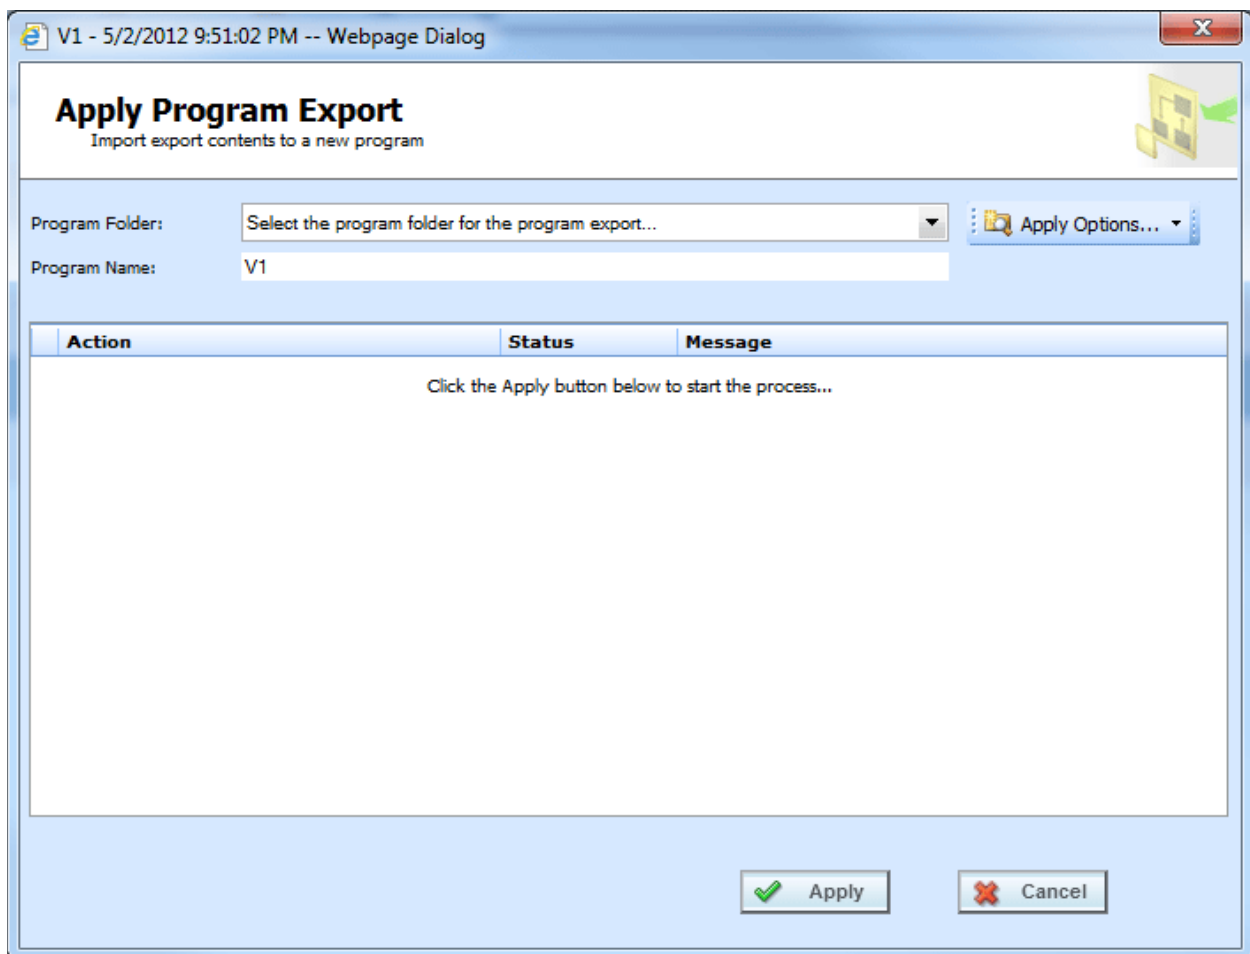 V1 - 5/2/2012 9:51:02 PM -- Webpage Dialog
Apply Program Export
Import export contents to a new program
Program Folder: Select the program folder for the program export... Apply Options...
Program Name: V1
Action Status Message
Click the Apply button below to start the process...
Apply Cancel